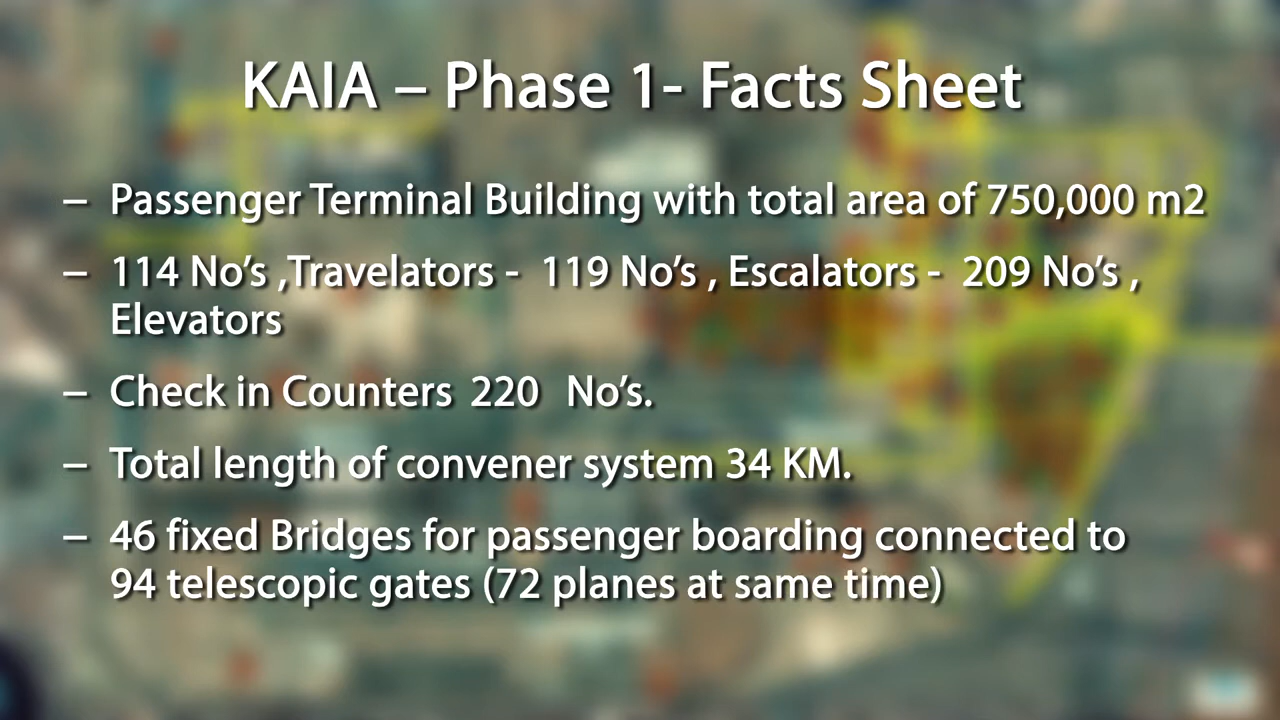 KAIA – Phase 1- Facts Sheet
– Passenger Terminal Building with total area of 750,000 m2
– 114 No’s ,Travelators - 119 No’s , Escalators - 209 No’s ,
Elevators
– Check in Counters 220 No’s.
– Total length of convener system 34 KM.
– 46 fixed Bridges for passenger boarding connected to
94 telescopic gates (72 planes at same time)